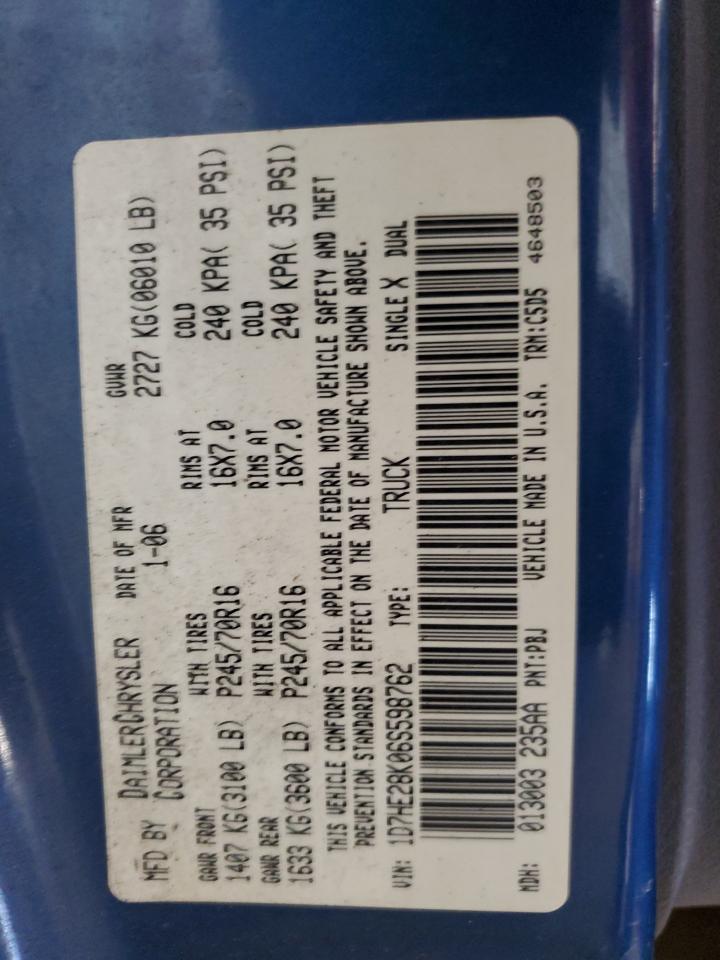 MFD BY DAIMLERCHRYSLER CORPORATION DATE OF MFR 1-06 GVWR 2727 KG(06010 LB)
GAWR FRONT WITH TIRES RIMS AT COLD
1407 KG(3100 LB) P245/70R16 16X7.0 240 KPA( 35 PSI)
GAWR REAR WITH TIRES RIMS AT COLD
1633 KG(3600 LB) P245/70R16 16X7.0 240 KPA( 35 PSI)
THIS VEHICLE CONFORMS TO ALL APPLICABLE FEDERAL MOTOR VEHICLE SAFETY AND THEFT
PREVENTION STANDARDS IN EFFECT ON THE DATE OF MANUFACTURE SHOWN ABOVE.
VIN: 1D7HE28K06S598762 TYPE: TRUCK SINGLE X DUAL
MDH: 013003 235AA PNT:PBJ VEHICLE MADE IN U.S.A. TRM:C5D5 4648503